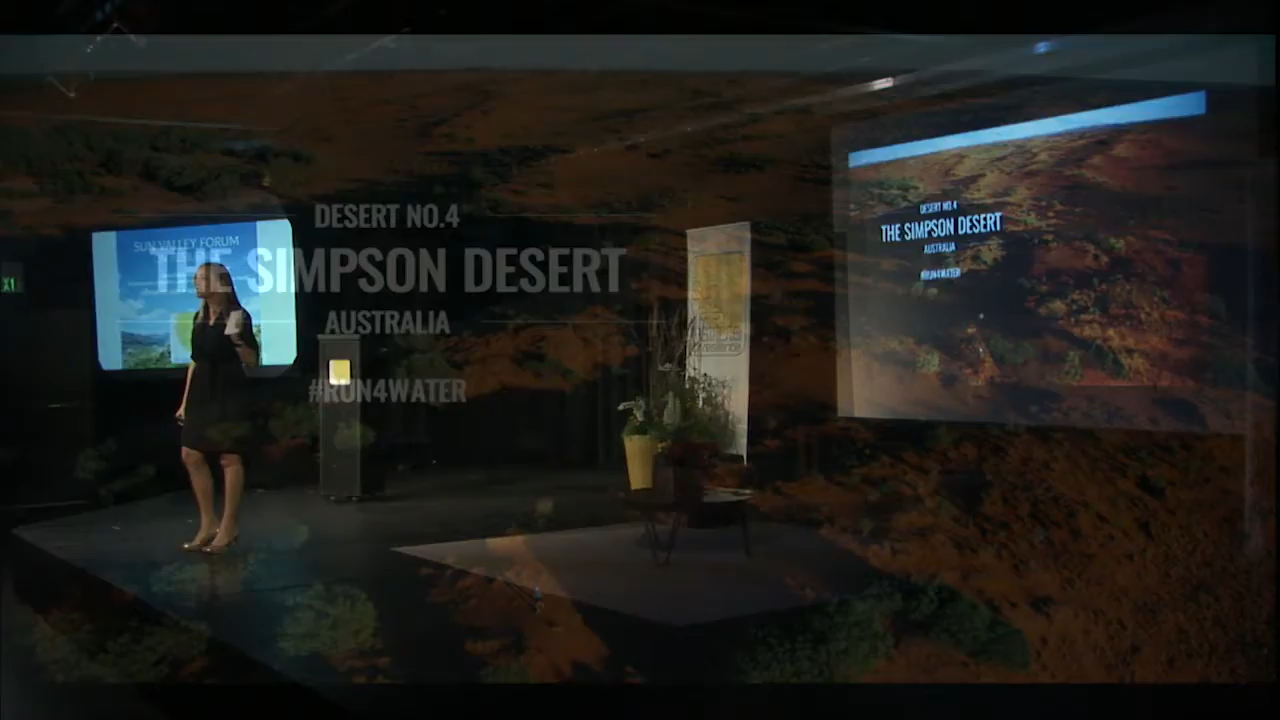 DESERT NO.4
THE SIMPSON DESERT
AUSTRALIA
#RUN4WATER
SUN VALLEY FORUM
DESERT NO.4
THE SIMPSON DESERT
AUSTRALIA
#RUN4WATER